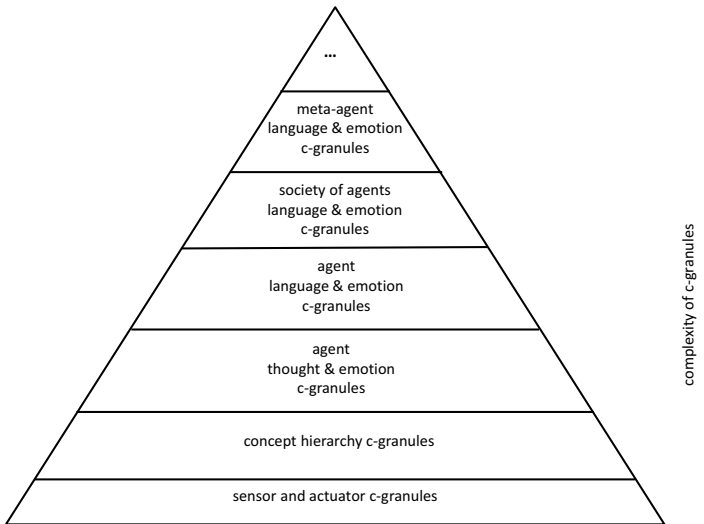 ...
meta-agent
language & emotion
c-granules
society of agents
language & emotion
c-granules
agent
language & emotion
c-granules
agent
thought & emotion
c-granules
concept hierarchy c-granules
sensor and actuator c-granules
complexity of c-granules